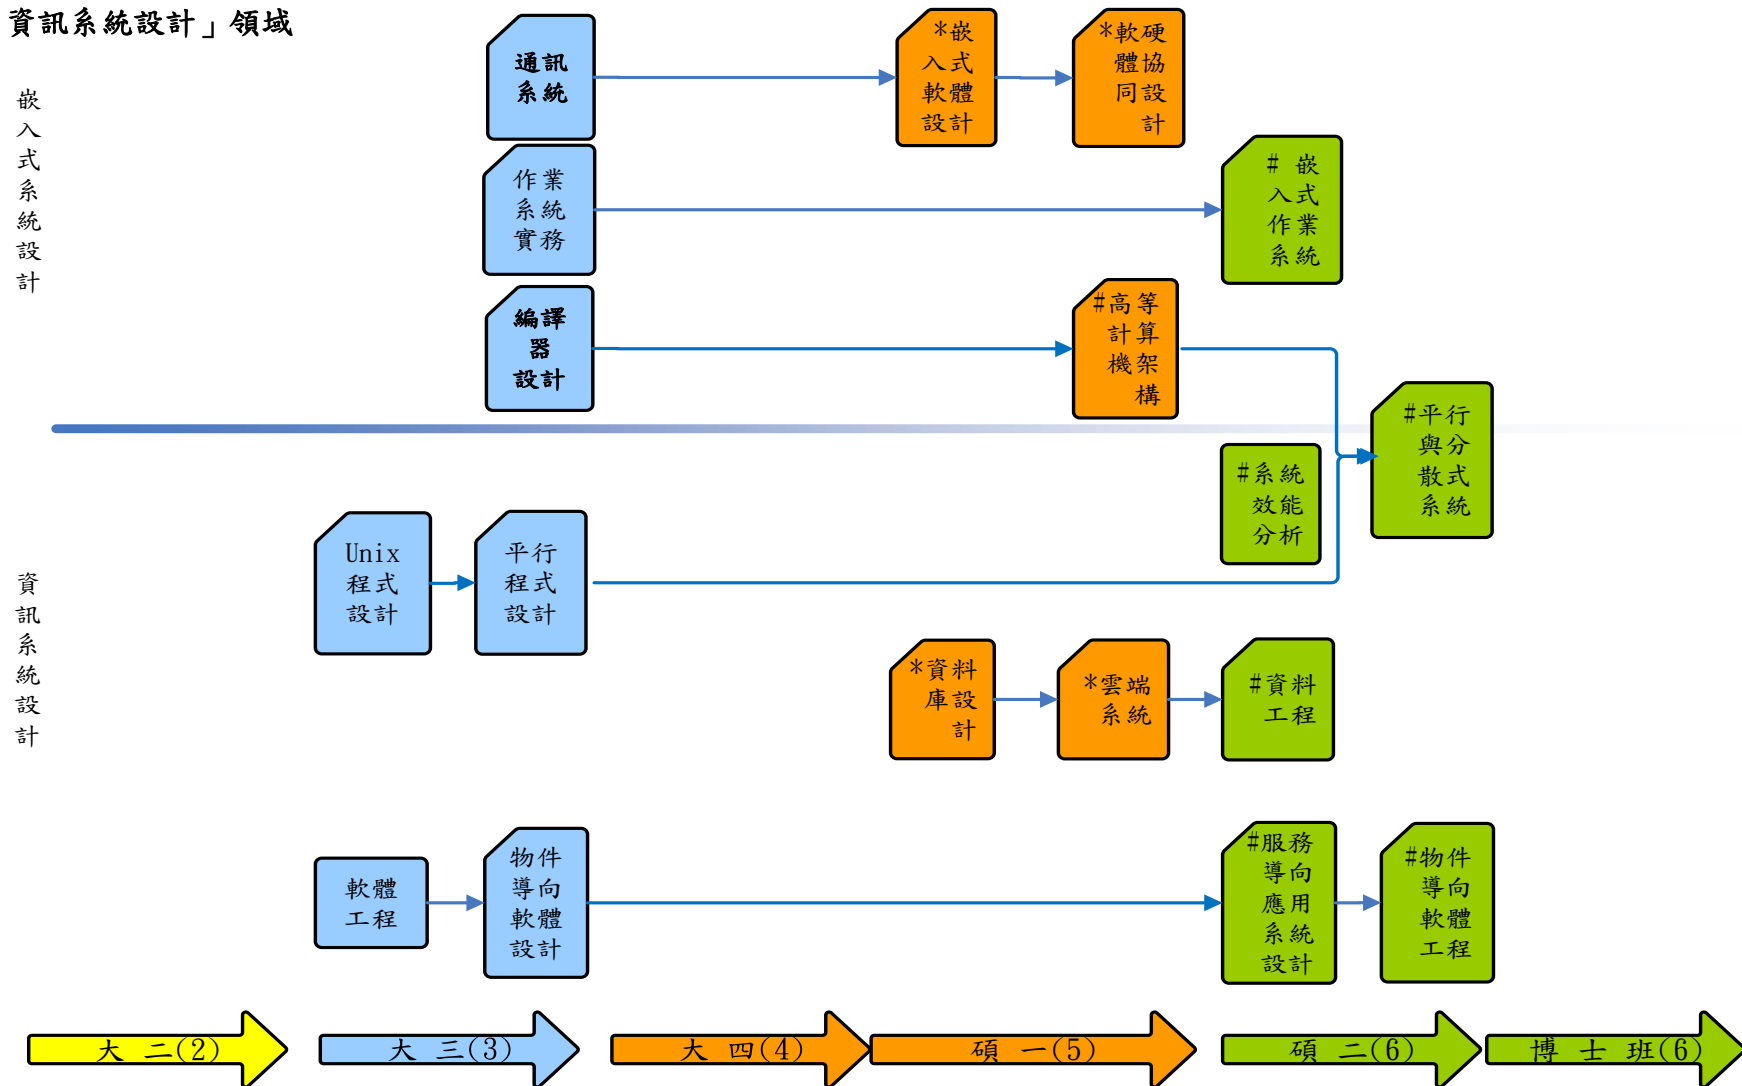 資訊系統設計」領域
嵌
入
式
系
統
設
計
通訊
系統
*嵌
入式
軟體
設計
*軟硬
體協
同設
計
作業
系統
實務
# 嵌
入式
作業
系統
編譯
器
設計
#高等
計算
機架
構
#平行
與分
散式
系統
#系統
效能
分析
資
訊
系
統
設
計
Unix
程式
設計
平行
程式
設計
*資料
庫設
計
*雲端
系統
#資料
工程
軟體
工程
物件
導向
軟體
設計
#服務
導向
應用
系統
設計
#物件
導向
軟體
工程
大 二(2)
大 三(3)
大 四(4)
碩 一(5)
碩 二(6)
博 士 班(6)